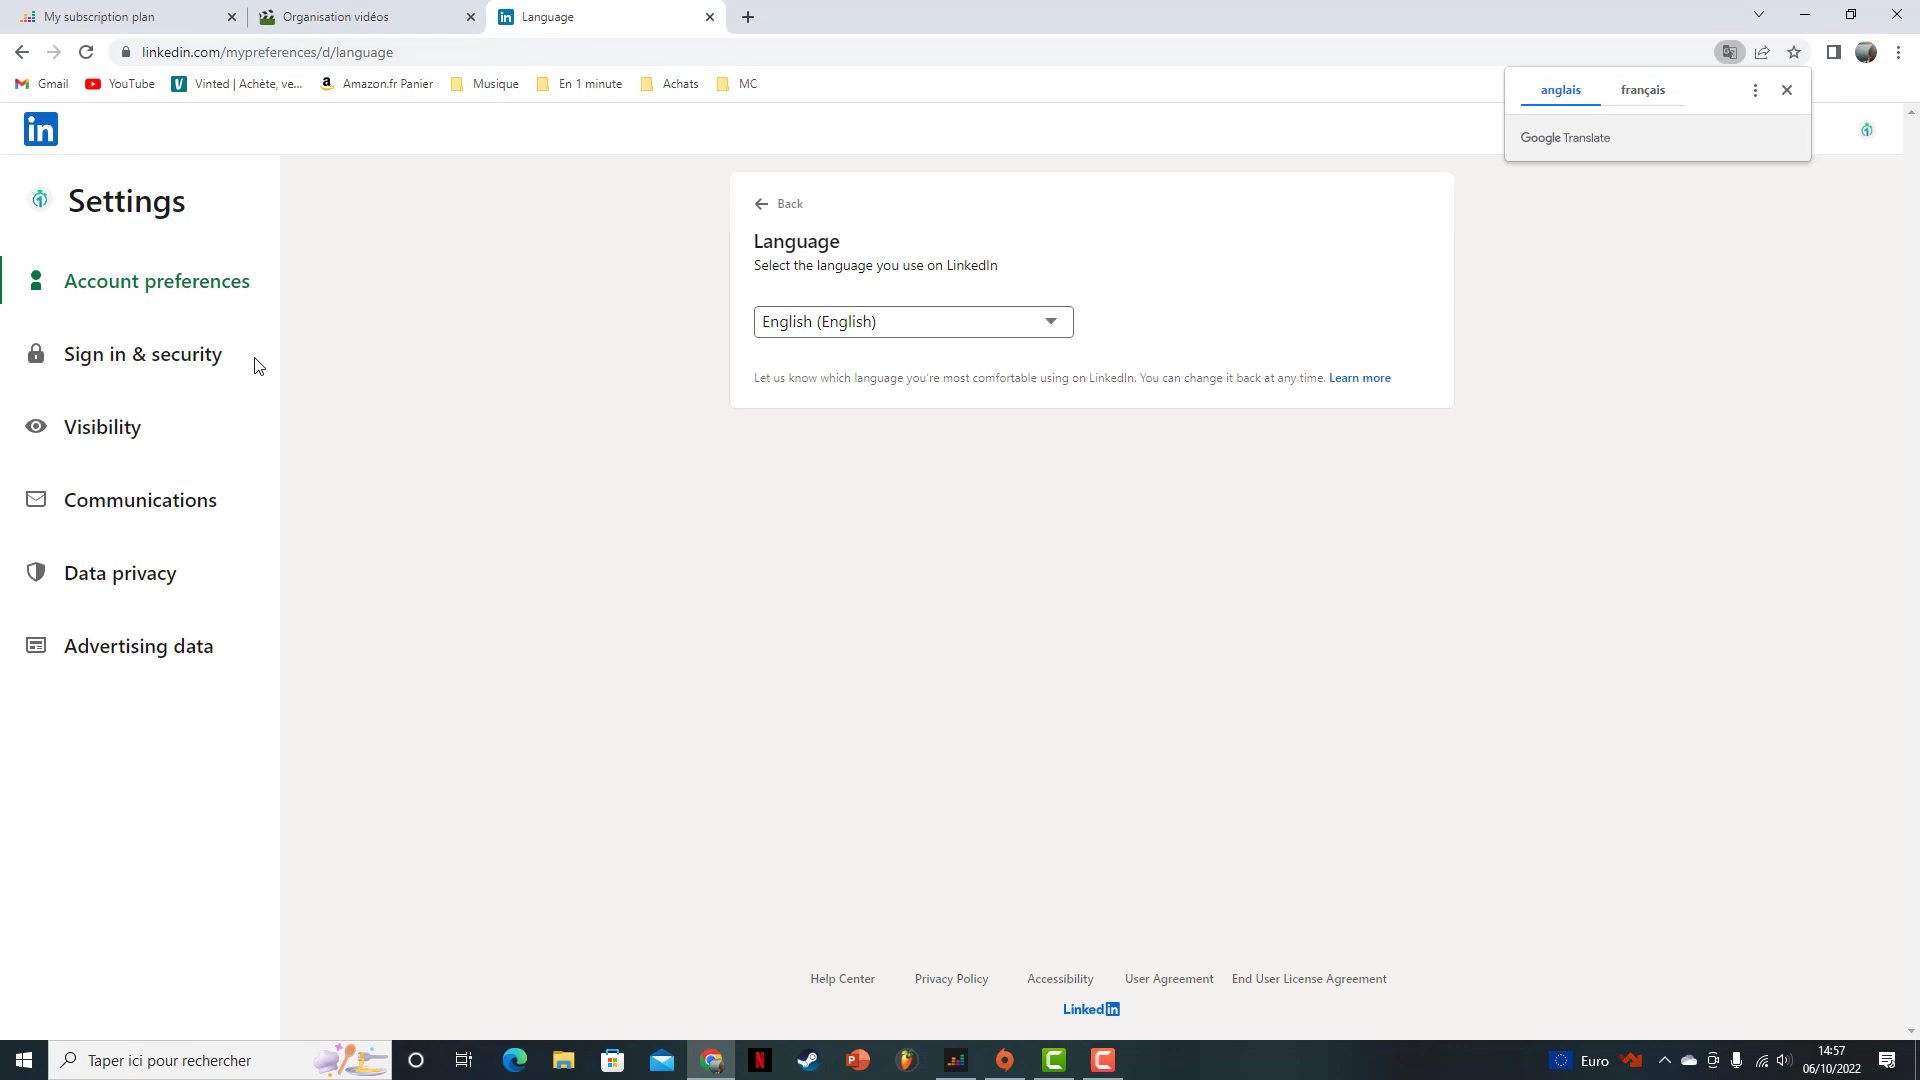 My subscription plan
Organisation vidéos
Language
linkedin.com/mypreferences/d/language
Gmail
YouTube
Vinted | Achète, ve...
Amazon.fr Panier
Musique
En 1 minute
Achats
MC
anglais
français
Google Translate
in
Settings
Account preferences
Sign in & security
Visibility
Communications
Data privacy
Advertising data
Back
Language
Select the language you use on LinkedIn
English (English)
Let us know which language you're most comfortable using on LinkedIn. You can change it back at any time. Learn more
Help Center
Privacy Policy
Accessibility
User Agreement
End User License Agreement
LinkedIn
Taper ici pour rechercher
Euro
14:57
06/10/2022